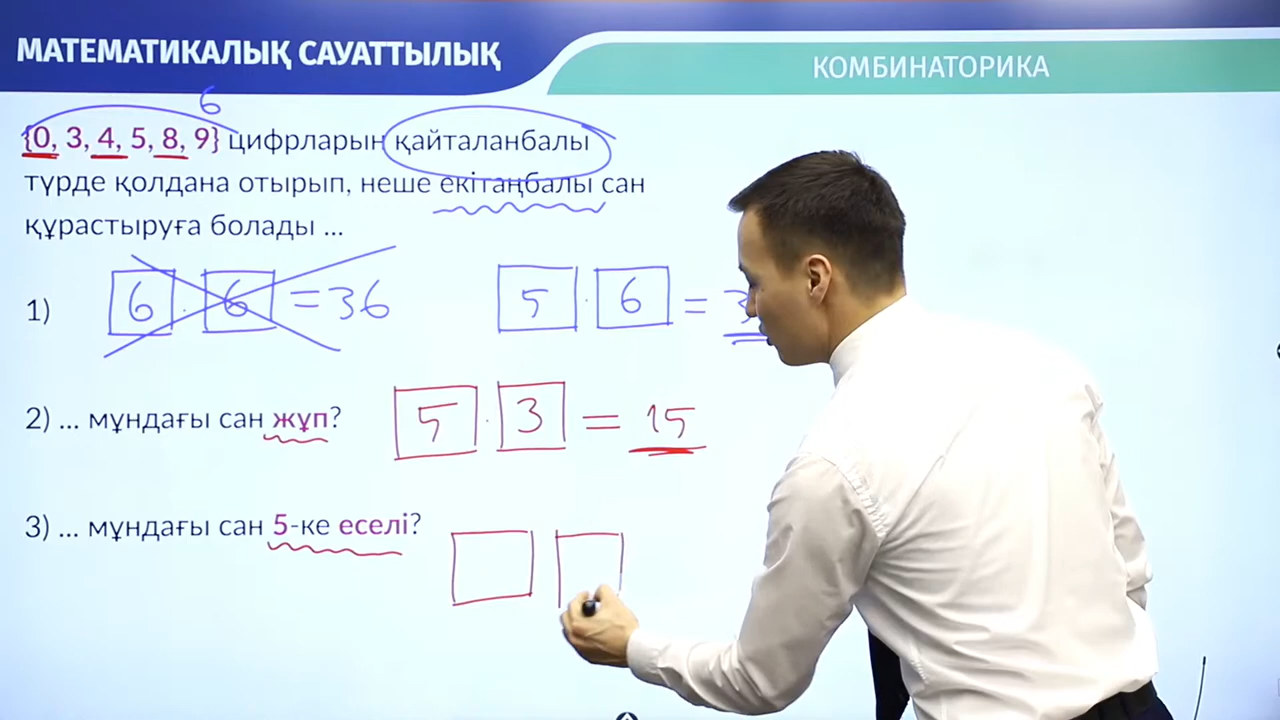 МАТЕМАТИКАЛЫҚ САУАТТЫЛЫҚ
КОМБИНАТОРИКА
6
{0, 3, 4, 5, 8, 9} цифрларын қайталанбалы
түрде қолдана отырып, неше екітаңбалы сан
құрастыруға болады ...
1) 6 · 6 = 36 5 · 6 = 3
2) ... мұндағы сан жұп? 5 · 3 = 15
3) ... мұндағы сан 5-ке еселі?